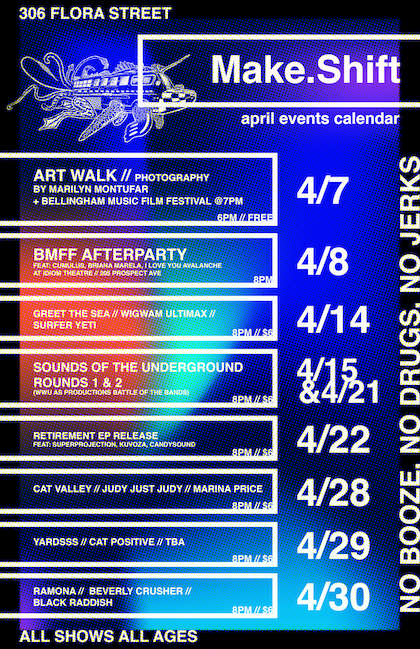 306 FLORA STREET
Make.Shift
april events calendar
ART WALK // PHOTOGRAPHY
BY MARILYN MONTUFAR
+ BELLINGHAM MUSIC FILM FESTIVAL @7PM
6PM // FREE
4/7
BMFF AFTERPARTY
FEAT: CUMULUS, BRIANA MARELA, I LOVE YOU AVALANCHE
AT IDIOM THEATRE // 205 PROSPECT AVE
8PM
4/8
GREET THE SEA // WIGWAM ULTIMAX //
SURFER YETI
8PM // $6
4/14
SOUNDS OF THE UNDERGROUND
ROUNDS 1 & 2
(WWU AS PRODUCTIONS BATTLE OF THE BANDS)
8PM // $6
4/15
&4/21
RETIREMENT EP RELEASE
FEAT: SUPERPROJECTION, KUVOZA, CANDYSOUND
8PM // $6
4/22
CAT VALLEY // JUDY JUST JUDY // MARINA PRICE
8PM // $6
4/28
YARDSSS // CAT POSITIVE // TBA
8PM // $6
4/29
RAMONA // BEVERLY CRUSHER //
BLACK RADDISH
8PM // $6
4/30
NO BOOZE, NO DRUGS, NO JERKS
ALL SHOWS ALL AGES